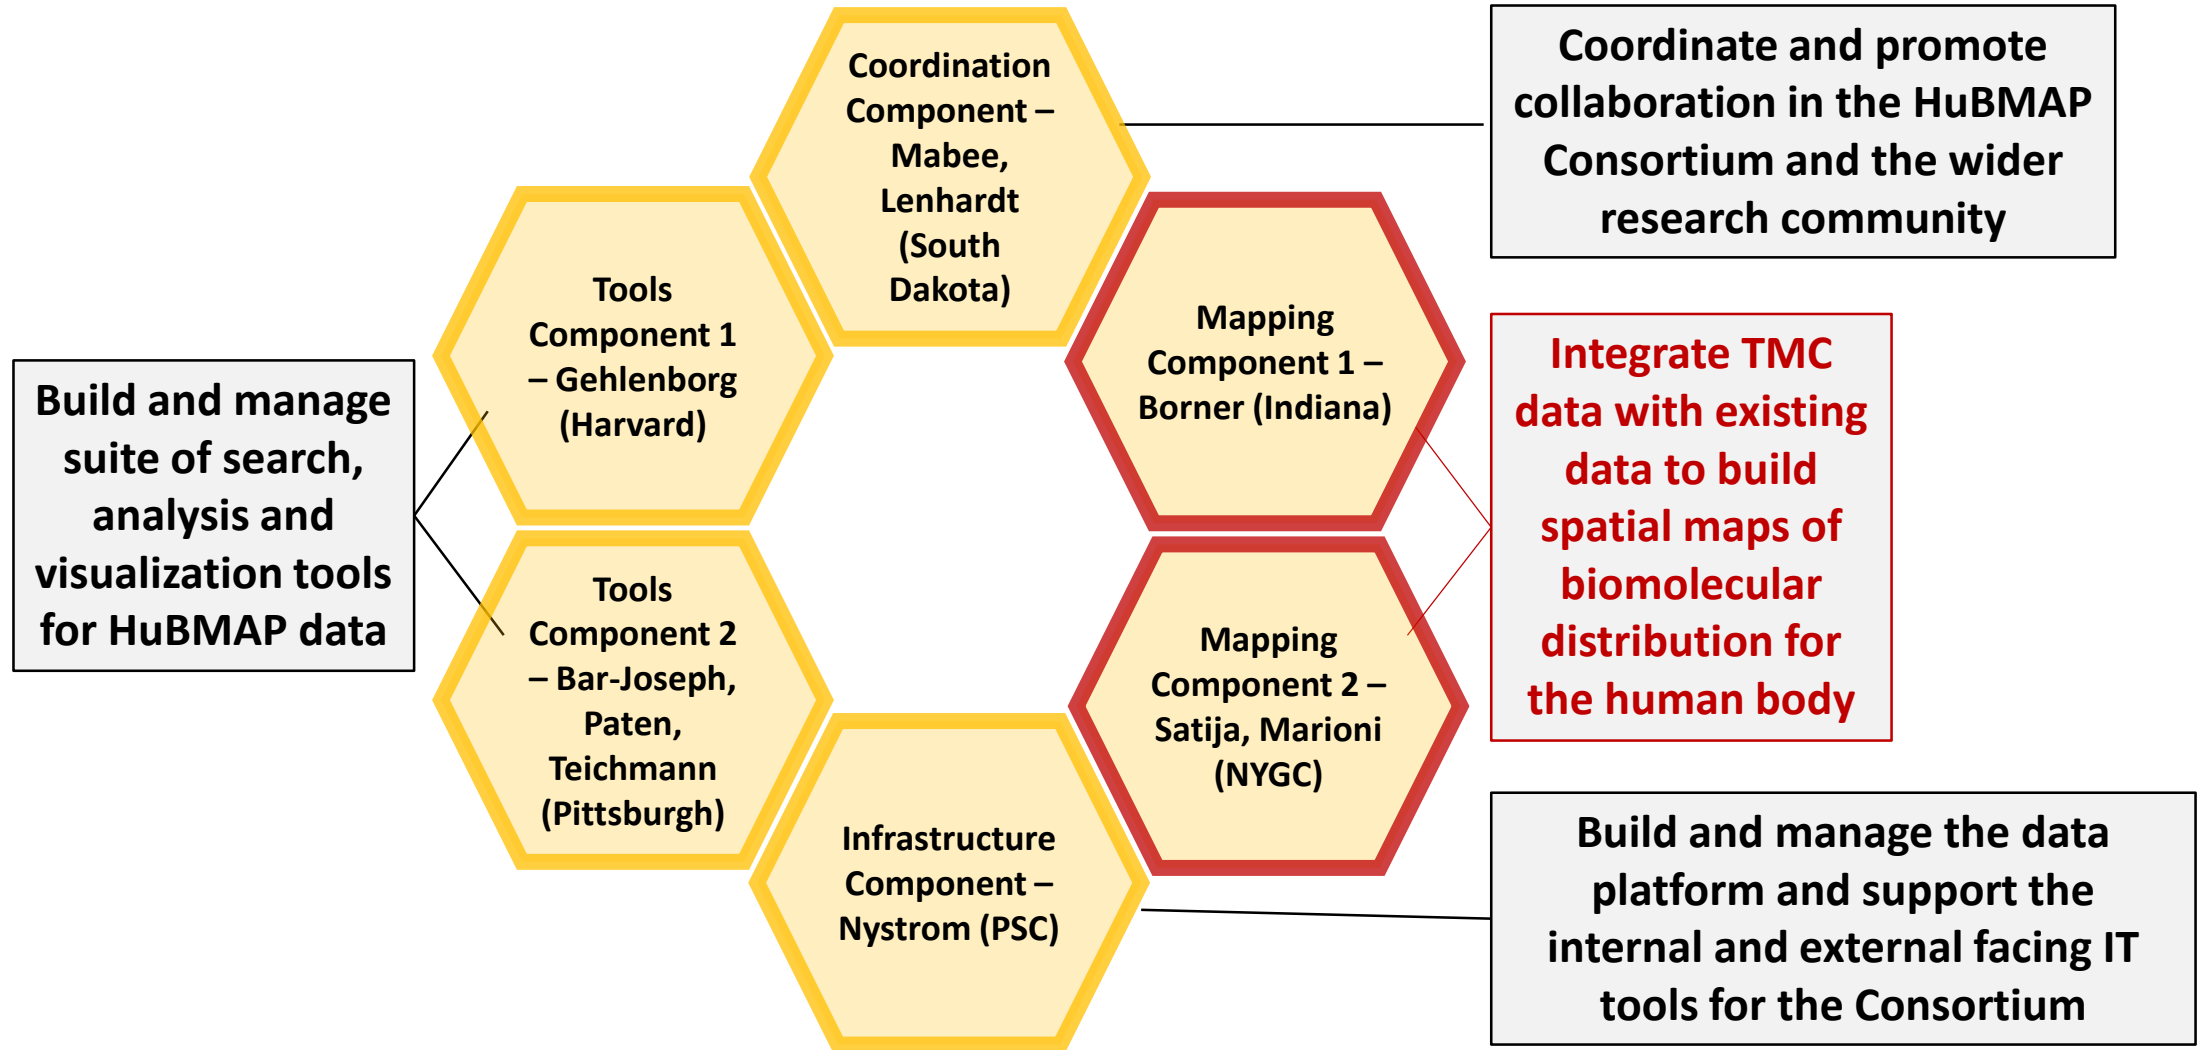 Coordination
Component –
Mabee,
Lenhardt
(South
Dakota)
Coordinate and promote
collaboration in the HuBMAP
Consortium and the wider
research community
Tools
Component 1
– Gehlenborg
(Harvard)
Mapping
Component 1 –
Borner (Indiana)
Build and manage
suite of search,
analysis and
visualization tools
for HuBMAP data
Integrate TMC
data with existing
data to build
spatial maps of
biomolecular
distribution for
the human body
Tools
Component 2
– Bar-Joseph,
Paten,
Teichmann
(Pittsburgh)
Mapping
Component 2 –
Satija, Marioni
(NYGC)
Infrastructure
Component –
Nystrom (PSC)
Build and manage the data
platform and support the
internal and external facing IT
tools for the Consortium